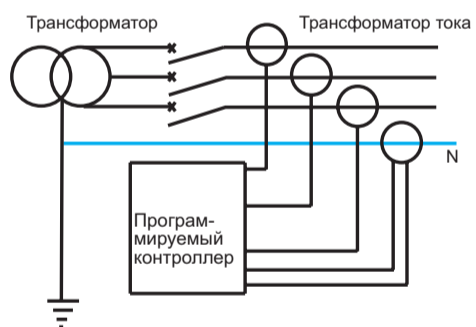 Трансформатор
Трансформатор тока
N
Програм-
мируемый
контроллер